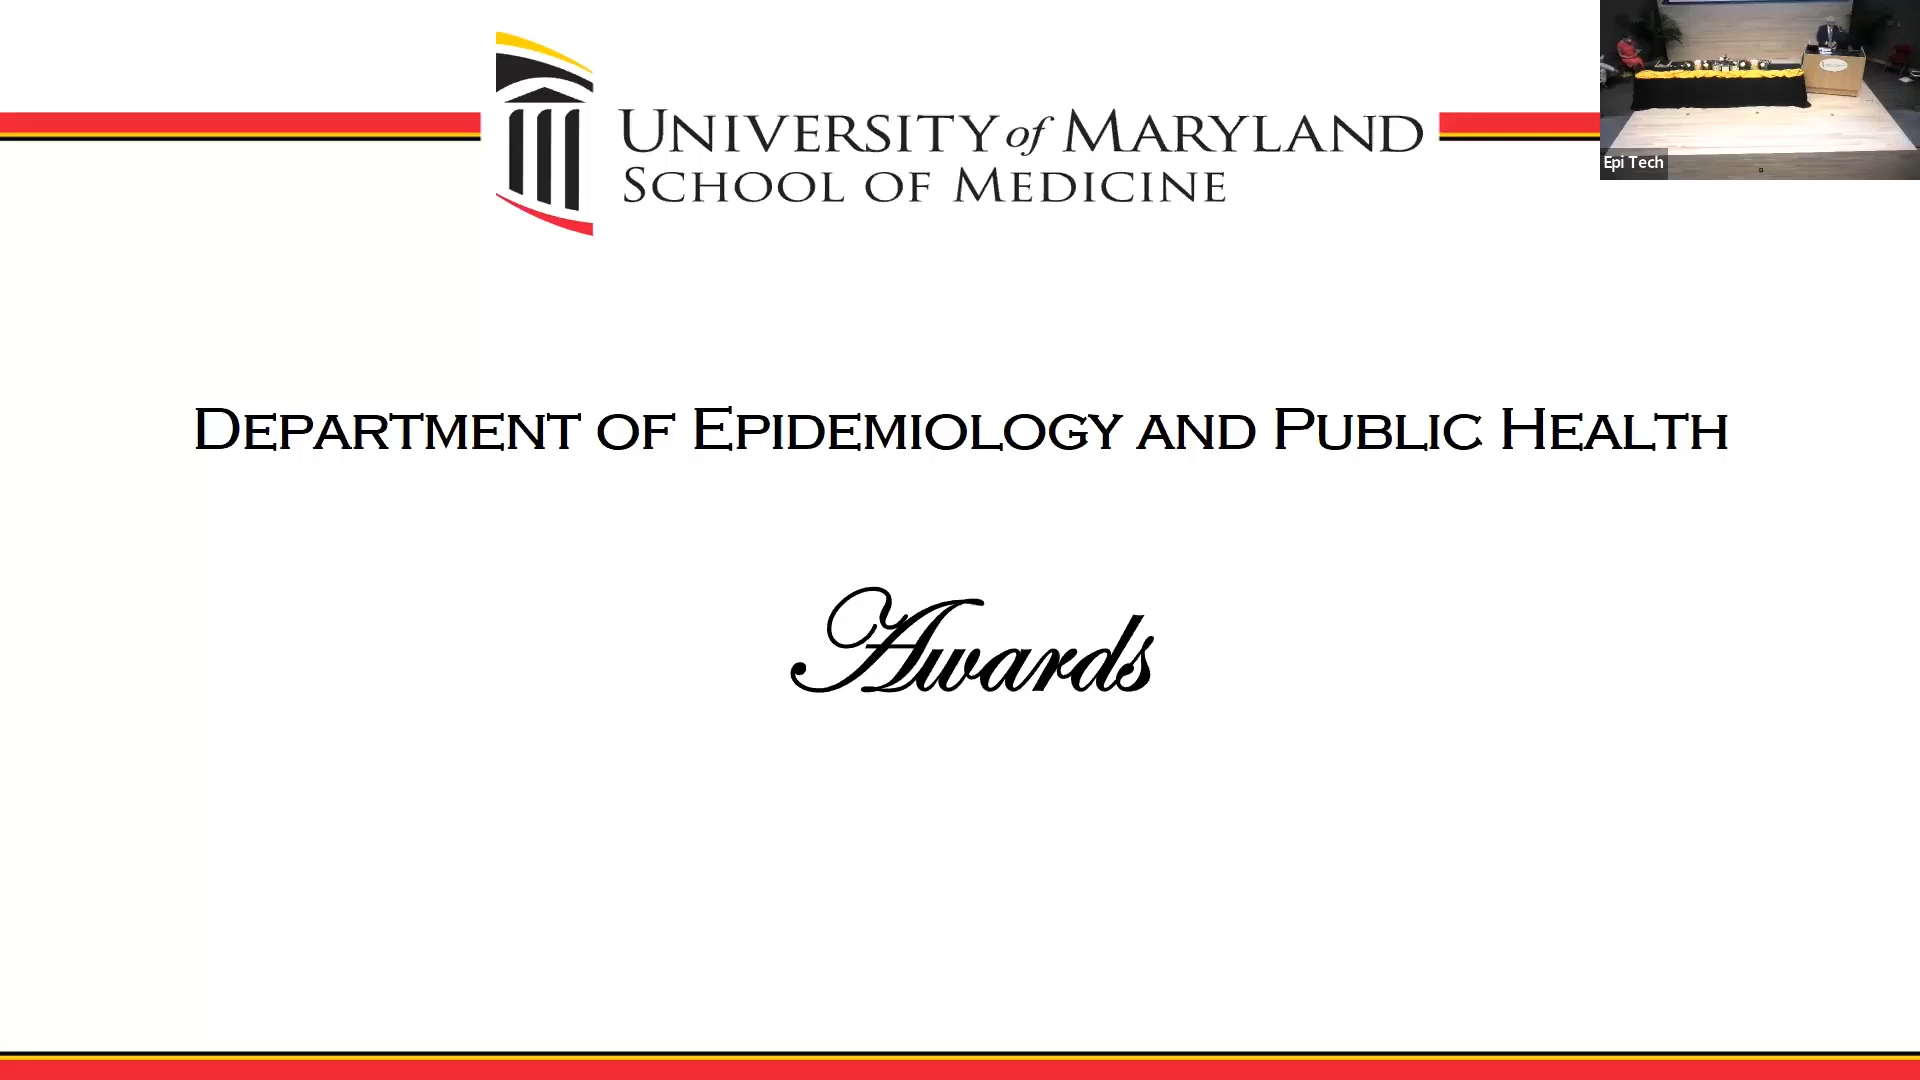 UNIVERSITY of MARYLAND
SCHOOL OF MEDICINE
Epi Tech
DEPARTMENT OF EPIDEMIOLOGY AND PUBLIC HEALTH
Awards